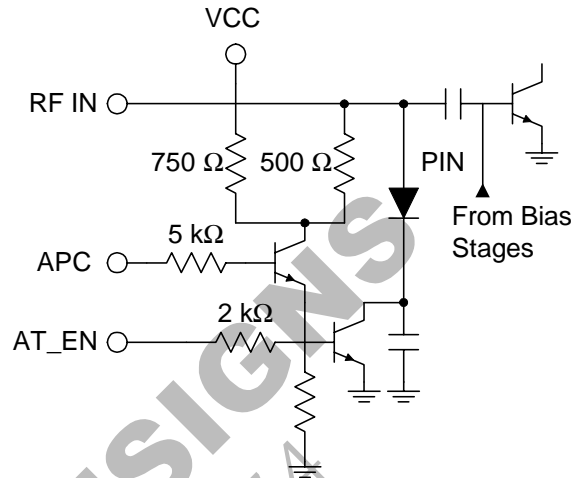 VCC
RF IN
750 Ω
500 Ω
PIN
From Bias
Stages
5 kΩ
APC
2 kΩ
AT_EN